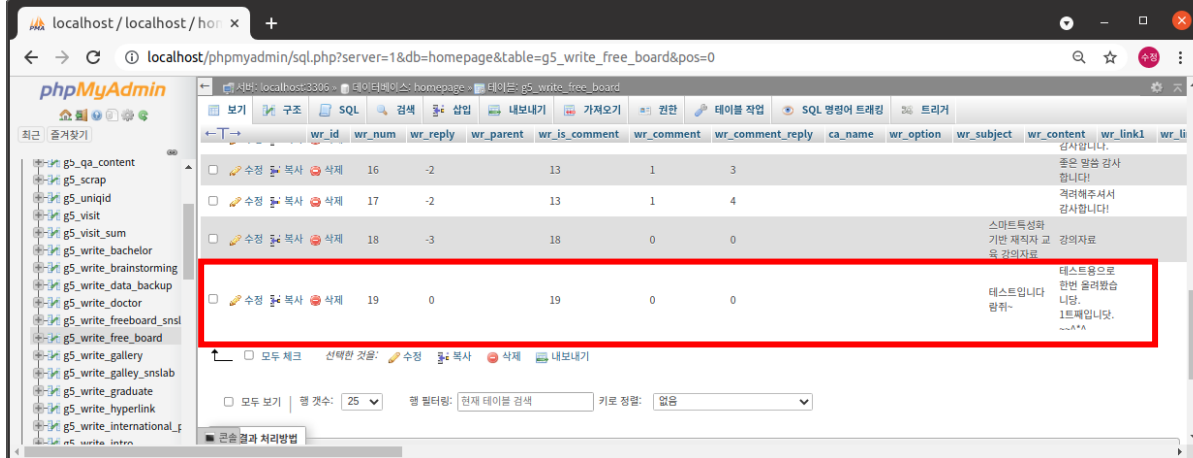 localhost / localhost / hon
localhost/phpmyadmin/sql.php?server=1&db=homepage&table=g5_write_free_board&pos=0
수정
phpMyAdmin
최근 즐겨찾기
g5_qa_content
g5_scrap
g5_uniqid
g5_visit
g5_visit_sum
g5_write_bachelor
g5_write_brainstorming
g5_write_data_backup
g5_write_doctor
g5_write_freeboard_snsl
g5_write_free_board
g5_write_gallery
g5_write_galley_snslab
g5_write_graduate
g5_write_hyperlink
g5_write_international_p
g5_write_intro
서버: localhost:3306 » 데이터베이스: homepage » 테이블: g5_write_free_board
보기 구조 SQL 검색 삽입 내보내기 가져오기 권한 테이블 작업 SQL 명령어 트래킹 트리거
←T→ wr_id wr_num wr_reply wr_parent wr_is_comment wr_comment wr_comment_reply ca_name wr_option wr_subject wr_content wr_link1 wr_li
감사합니다.
수정 복사 삭제 16 -2 13 1 3 좋은 말씀 감사
합니다!
수정 복사 삭제 17 -2 13 1 4 격려해주셔서
감사합니다!
수정 복사 삭제 18 -3 18 0 0 스마트특성화
기반 재직자 교
육 강의자료
강의자료
수정 복사 삭제 19 0 19 0 0 테스트입니다
람쥐~
테스트용으로
한번 올려봤습
니당.
1트째입니닷.
~~^*^
모두 체크 선택한 것을: 수정 복사 삭제 내보내기
모두 보기 행 갯수: 25 행 필터링: 현재 테이블 검색 키로 정렬: 없음
콘솔 결과 처리방법